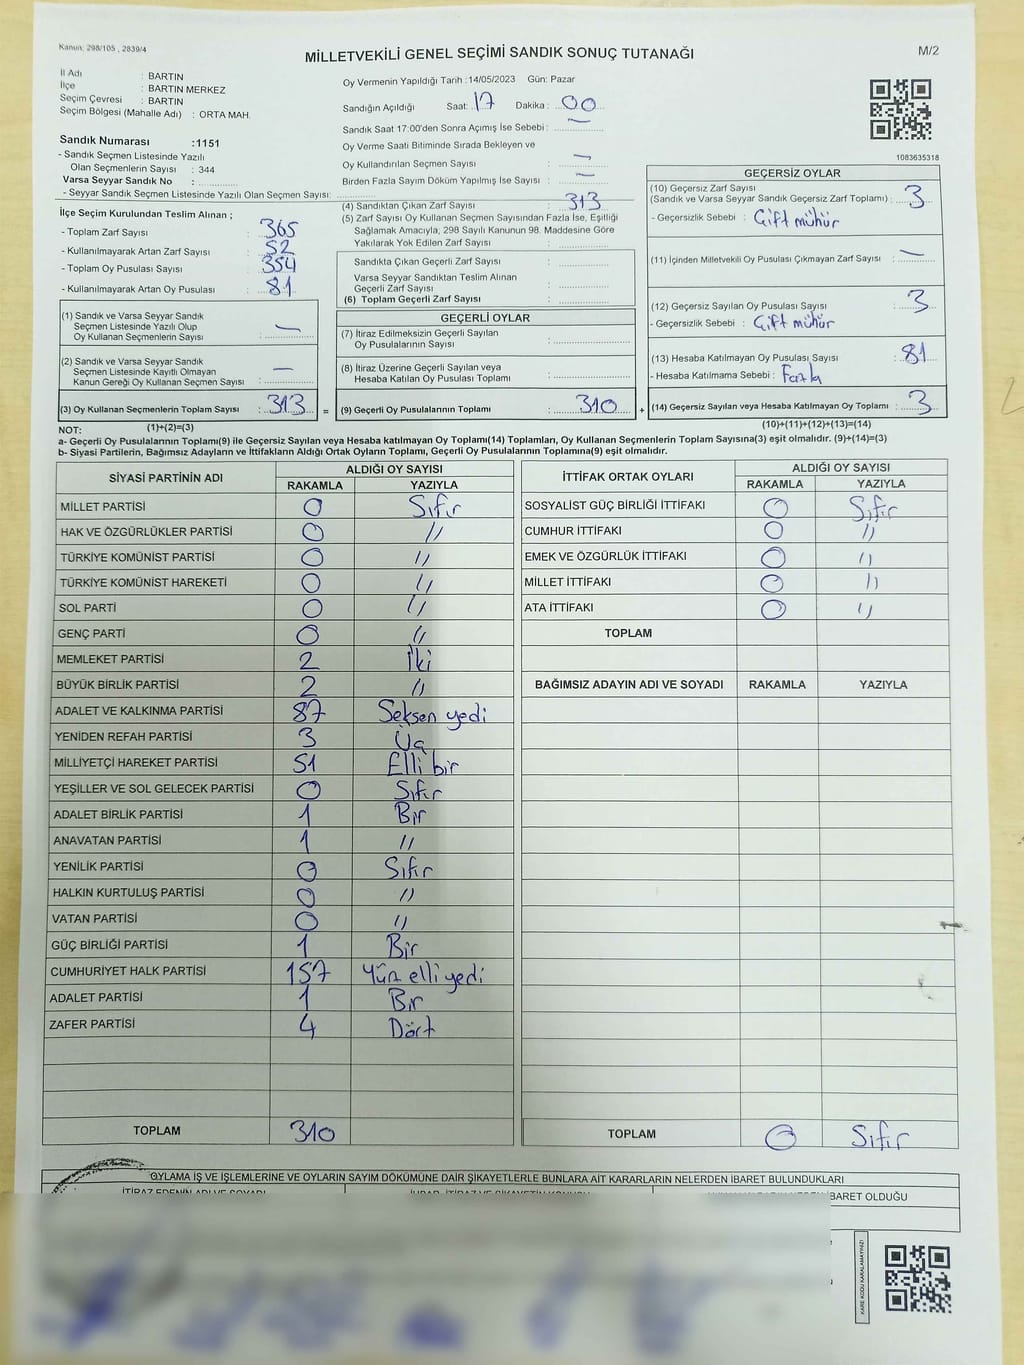 Kanun: 298/105 , 2839/4
MİLLETVEKİLİ GENEL SEÇİMİ SANDIK SONUÇ TUTANAĞI
M/2
İl Adı : BARTIN
İlçe : BARTIN MERKEZ
Seçim Çevresi : BARTIN
Seçim Bölgesi (Mahalle Adı) : ORTA MAH.
Sandık Numarası :1151
- Sandık Seçmen Listesinde Yazılı
Olan Seçmenlerin Sayısı : 344
Varsa Seyyar Sandık No :
- Seyyar Sandık Seçmen Listesinde Yazılı Olan Seçmen Sayısı:
Oy Vermenin Yapıldığı Tarih :14/05/2023 Gün: Pazar
Sandığın Açıldığı Saat: 17 Dakika : 00
Sandık Saat 17:00'den Sonra Açımış İse Sebebi : —
Oy Verme Saati Bitiminde Sırada Bekleyen ve
Oy Kullandırılan Seçmen Sayısı : —
Birden Fazla Sayım Döküm Yapılmış İse Sayısı : —
1083635318
İlçe Seçim Kurulundan Teslim Alınan ;
- Toplam Zarf Sayısı : 365
- Kullanılmayarak Artan Zarf Sayısı : 52
- Toplam Oy Pusulası Sayısı : 354
- Kullanılmayarak Artan Oy Pusulası : 81
(1) Sandık ve Varsa Seyyar Sandık
Seçmen Listesinde Yazılı Olup
Oy Kullanan Seçmenlerin Sayısı : —
(2) Sandık ve Varsa Seyyar Sandık
Seçmen Listesinde Kayıtlı Olmayan
Kanun Gereği Oy Kullanan Seçmen Sayısı : —
(3) Oy Kullanan Seçmenlerin Toplam Sayısı : 313 =
(1)+(2)=(3)
(4) Sandıktan Çıkan Zarf Sayısı : 313
(5) Zarf Sayısı Oy Kullanan Seçmen Sayısından Fazla İse, Eşitliği
Sağlamak Amacıyla, 298 Sayılı Kanunun 98. Maddesine Göre
Yakılarak Yok Edilen Zarf Sayısı :
Sandıkta Çıkan Geçerli Zarf Sayısı :
Varsa Seyyar Sandıktan Teslim Alınan
Geçerli Zarf Sayısı :
(6) Toplam Geçerli Zarf Sayısı :
GEÇERLİ OYLAR
(7) İtiraz Edilmeksizin Geçerli Sayılan
Oy Pusulalarının Sayısı :
(8) İtiraz Üzerine Geçerli Sayılan veya
Hesaba Katılan Oy Pusulası Toplamı :
(9) Geçerli Oy Pusulalarının Toplamı : 310 +
GEÇERSİZ OYLAR
(10) Geçersiz Zarf Sayısı
(Sandık ve Varsa Seyyar Sandık Geçersiz Zarf Toplamı) : 3
- Geçersizlik Sebebi : Çift mühür
(11) İçinden Milletvekili Oy Pusulası Çıkmayan Zarf Sayısı : —
(12) Geçersiz Sayılan Oy Pusulası Sayısı : 3
- Geçersizlik Sebebi : Çift mühür
(13) Hesaba Katılmayan Oy Pusulası Sayısı : 81
- Hesaba Katılmama Sebebi : Fazla
(14) Geçersiz Sayılan veya Hesaba Katılmayan Oy Toplamı : 3
(10)+(11)+(12)+(13)=(14)
NOT:
a- Geçerli Oy Pusulalarının Toplamı(9) ile Geçersiz Sayılan veya Hesaba katılmayan Oy Toplamı(14) Toplamları, Oy Kullanan Seçmenlerin Toplam Sayısına(3) eşit olmalıdır. (9)+(14)=(3)
b- Siyasi Partilerin, Bağımsız Adayların ve İttifakların Aldığı Ortak Oyların Toplamı, Geçerli Oy Pusulalarının Toplamına(9) eşit olmalıdır.
SİYASİ PARTİNİN ADI ALDIĞI OY SAYISI
RAKAMLA YAZIYLA
MİLLET PARTİSİ 0 Sıfır
HAK VE ÖZGÜRLÜKLER PARTİSİ 0 "
TÜRKİYE KOMÜNİST PARTİSİ 0 "
TÜRKİYE KOMÜNİST HAREKETİ 0 "
SOL PARTİ 0 "
GENÇ PARTİ 0 "
MEMLEKET PARTİSİ 2 İki
BÜYÜK BİRLİK PARTİSİ 2 "
ADALET VE KALKINMA PARTİSİ 87 Seksen yedi
YENİDEN REFAH PARTİSİ 3 Üç
MİLLİYETÇİ HAREKET PARTİSİ 51 Elli bir
YEŞİLLER VE SOL GELECEK PARTİSİ 0 Sıfır
ADALET BİRLİK PARTİSİ 1 Bir
ANAVATAN PARTİSİ 1 "
YENİLİK PARTİSİ 0 Sıfır
HALKIN KURTULUŞ PARTİSİ 0 "
VATAN PARTİSİ 0 "
GÜÇ BİRLİĞİ PARTİSİ 1 Bir
CUMHURİYET HALK PARTİSİ 157 Yüz elli yedi
ADALET PARTİSİ 1 Bir
ZAFER PARTİSİ 4 Dört
TOPLAM 310
İTTİFAK ORTAK OYLARI ALDIĞI OY SAYISI
RAKAMLA YAZIYLA
SOSYALİST GÜÇ BİRLİĞİ İTTİFAKI 0 Sıfır
CUMHUR İTTİFAKI 0 "
EMEK VE ÖZGÜRLÜK İTTİFAKI 0 "
MİLLET İTTİFAKI 0 "
ATA İTTİFAKI 0 "
TOPLAM
BAĞIMSIZ ADAYIN ADI VE SOYADI RAKAMLA YAZIYLA
TOPLAM 0 Sıfır
OYLAMA İŞ VE İŞLEMLERİNE VE OYLARIN SAYIM DÖKÜMÜNE DAİR ŞİKAYETLERLE BUNLARA AİT KARARLARIN NELERDEN İBARET BULUNDUKLARI
İTİRAZ EDENİN ADI VE SOYADI
İBARET OLDUĞU
KARE KODU KARALAMAYINIZ!